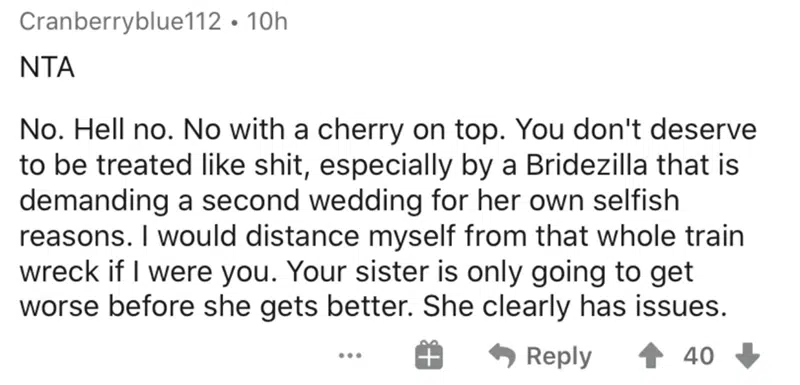 Cranberryblue112 • 10h
NTA
No. Hell no. No with a cherry on top. You don't deserve
to be treated like shit, especially by a Bridezilla that is
demanding a second wedding for her own selfish
reasons. I would distance myself from that whole train
wreck if I were you. Your sister is only going to get
worse before she gets better. She clearly has issues.
... Reply 40